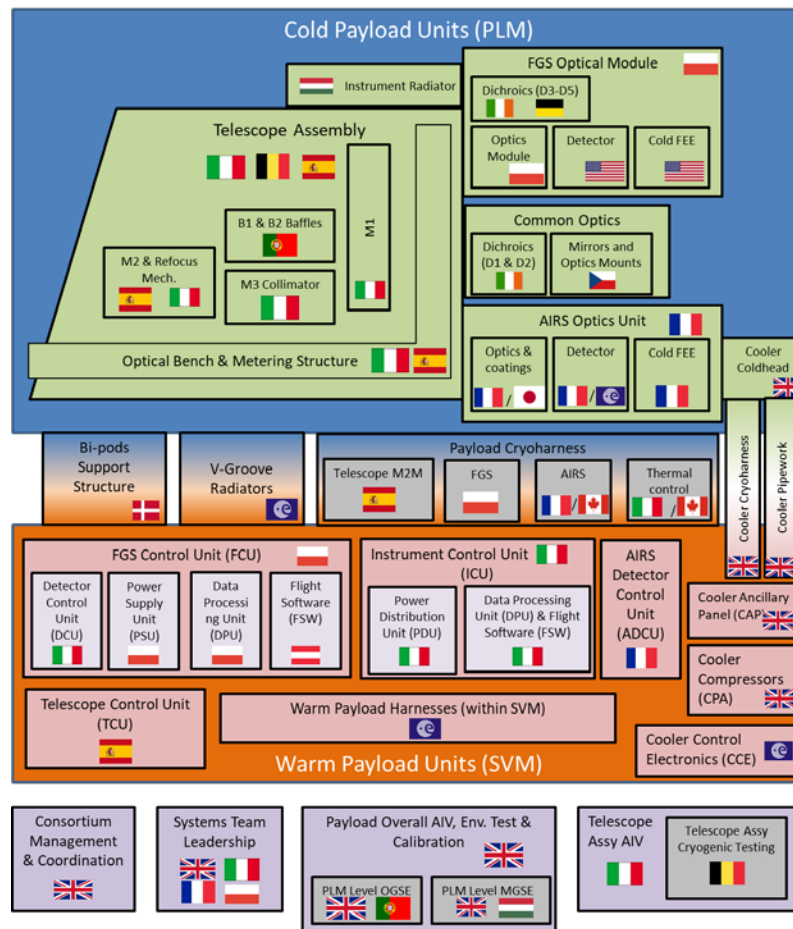 Cold Payload Units (PLM)
Instrument Radiator
FGS Optical Module
Dichroics (D3-D5)
Optics
Module
Detector
Cold FEE
Telescope Assembly
M1
B1 & B2 Baffles
M2 & Refocus
Mech.
M3 Collimator
Optical Bench & Metering Structure
Common Optics
Dichroics
(D1 & D2)
Mirrors and
Optics Mounts
AIRS Optics Unit
Optics &
coatings
/
Detector
/
Cold FEE
Cooler
Coldhead
Bi-pods
Support
Structure
V-Groove
Radiators
Payload Cryoharness
Telescope M2M
FGS
AIRS
/
Thermal
control
/
Cooler Cryoharness
Cooler Pipework
FGS Control Unit (FCU)
Detector
Control
Unit
(DCU)
Power
Supply
Unit
(PSU)
Data
Processi
ng Unit
(DPU)
Flight
Software
(FSW)
Instrument Control Unit
(ICU)
Power
Distribution
Unit (PDU)
Data Processing
Unit (DPU) & Flight
Software (FSW)
AIRS
Detector
Control
Unit
(ADCU)
Cooler Ancillary
Panel (CAP)
Cooler
Compressors
(CPA)
Telescope Control Unit
(TCU)
Warm Payload Harnesses (within SVM)
Cooler Control
Electronics (CCE)
Warm Payload Units (SVM)
Consortium
Management
& Coordination
Systems Team
Leadership
Payload Overall AIV, Env. Test &
Calibration
PLM Level OGSE
PLM Level MGSE
Telescope
Assy AIV
Telescope Assy
Cryogenic Testing